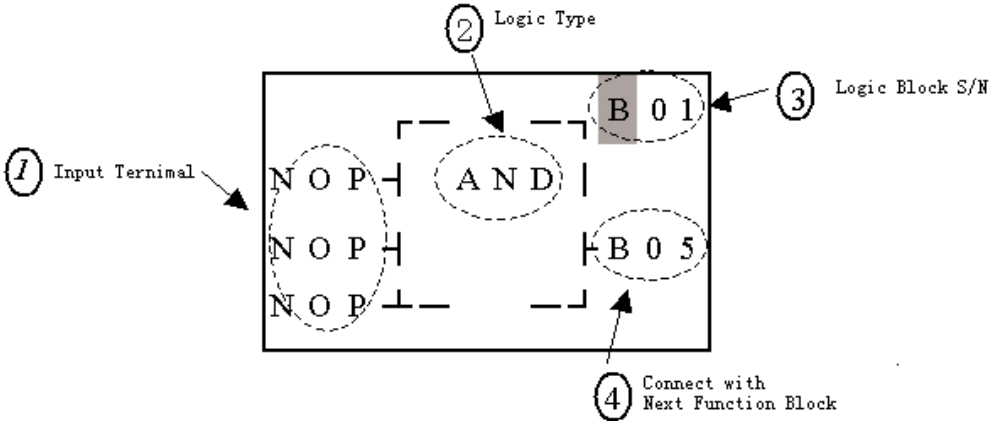 2 Logic Type
B 0 1
3 Logic Block S/N
1 Input Ternimal
N O P
A N D
N O P
B 0 5
N O P
4 Connect with
Next Function Block